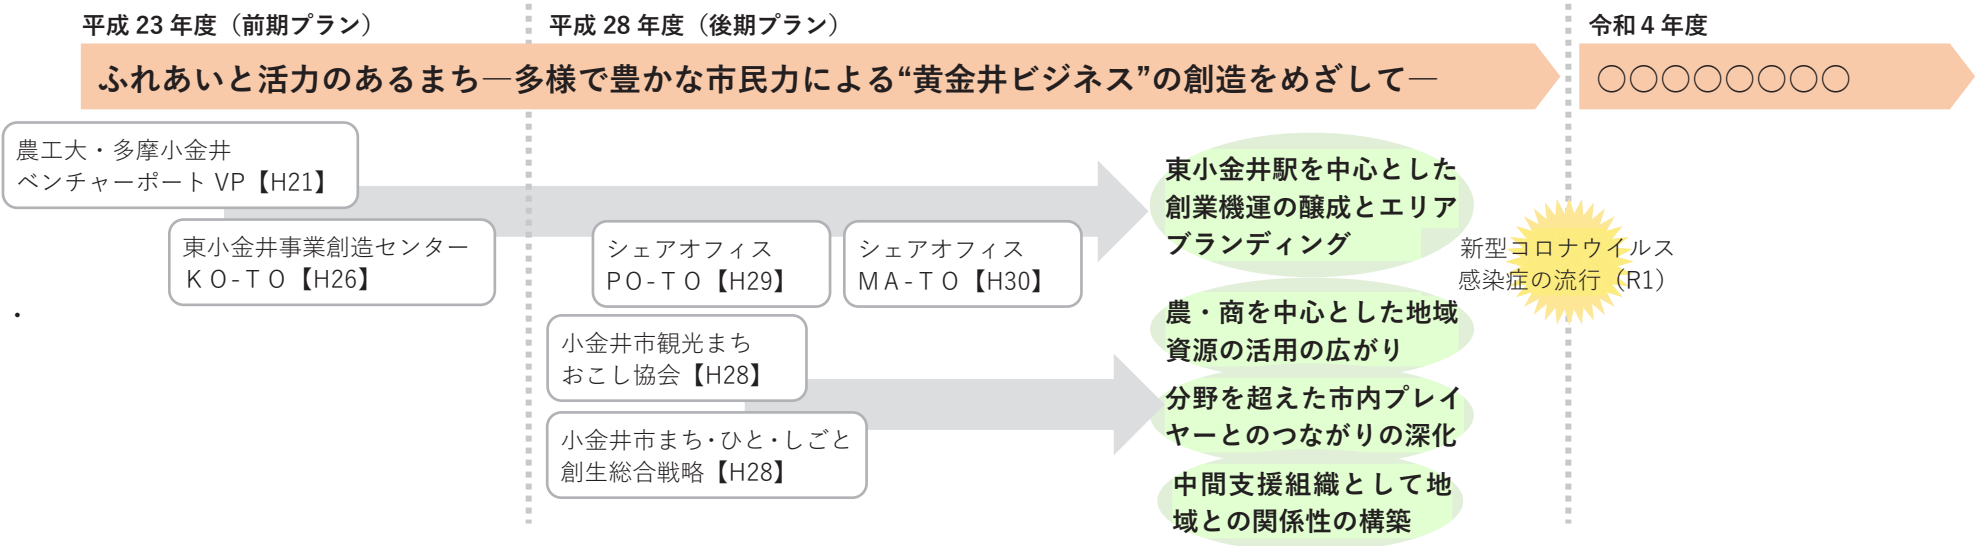 平成 23 年度（前期プラン）
平成 28 年度（後期プラン）
令和４年度
ふれあいと活力のあるまち―多様で豊かな市民力による“黄金井ビジネス”の創造をめざして―
○○○○○○○○
農工大・多摩小金井
ベンチャーポート VP【H21】
東小金井事業創造センター
ＫＯ-ＴＯ【H26】
シェアオフィス
PO-ＴＯ【H29】
シェアオフィス
ＭＡ-ＴＯ【H30】
小金井市観光まち
おこし協会【H28】
小金井市まち・ひと・しごと
創生総合戦略【H28】
東小金井駅を中心とした
創業機運の醸成とエリア
ブランディング
農・商を中心とした地域
資源の活用の広がり
分野を超えた市内プレイ
ヤーとのつながりの深化
中間支援組織として地
域との関係性の構築
新型コロナウイルス
感染症の流行（R1）
・